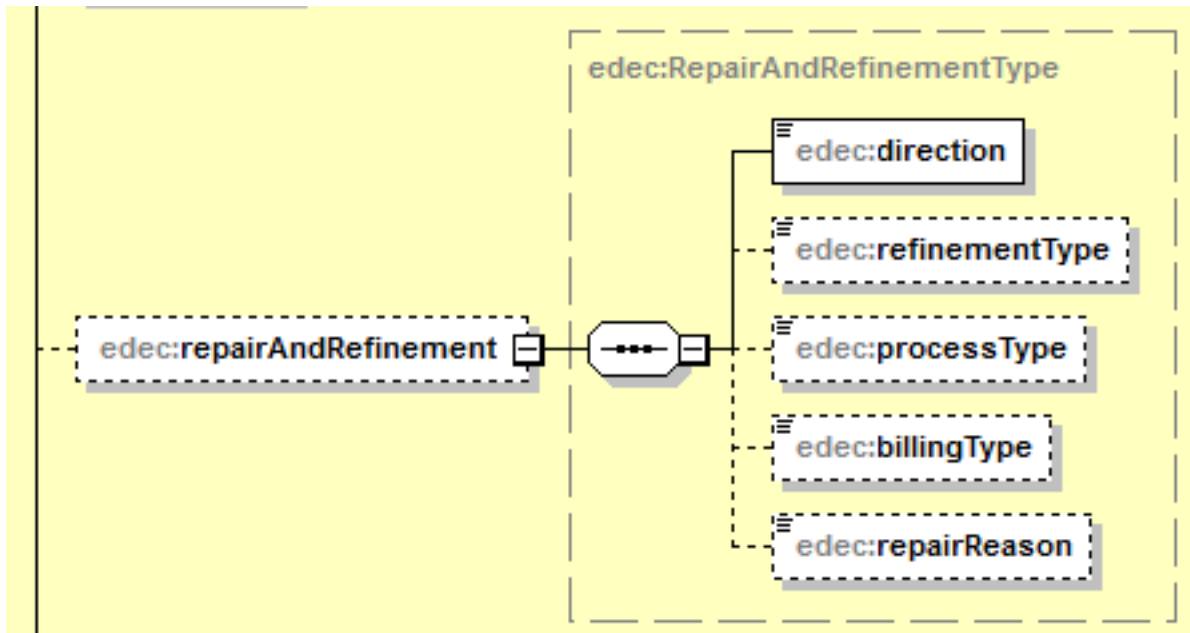 edec:RepairAndRefinementType
edec:direction
edec:refinementType
edec:repairAndRefinement
edec:processType
edec:billingType
edec:repairReason